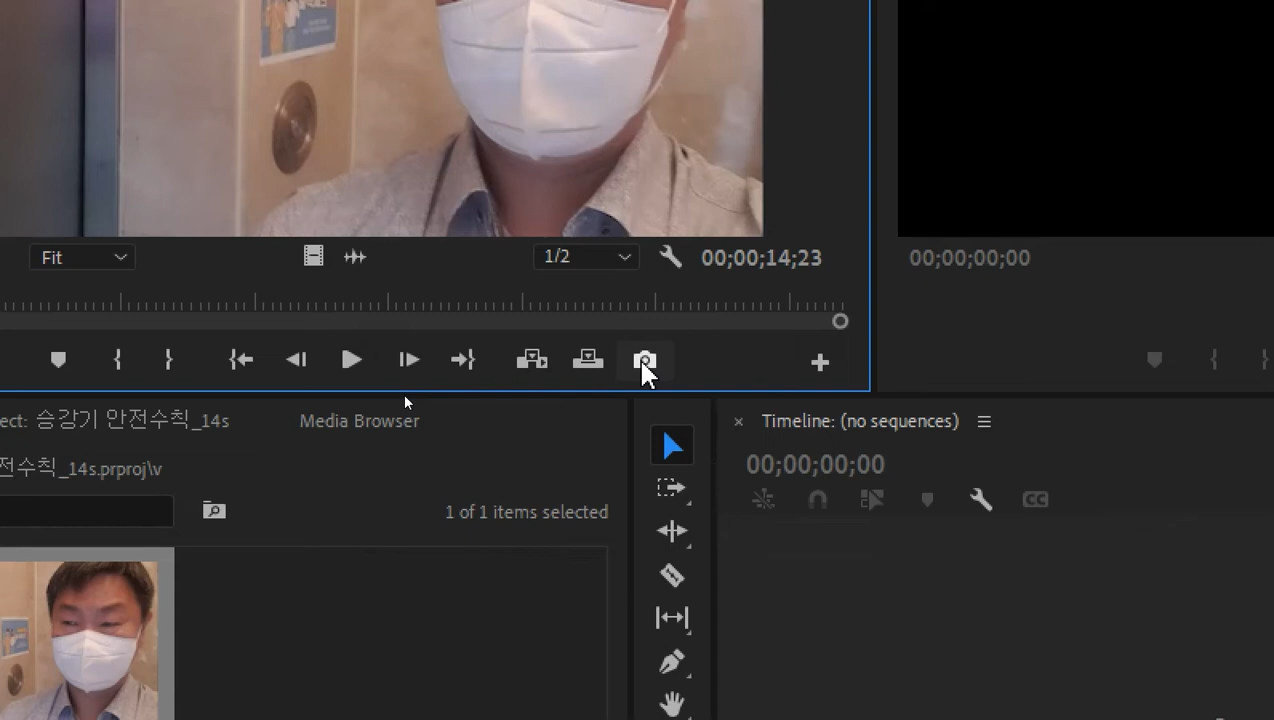 Fit
1/2
00;00;14;23
00;00;00;00
ect: 승강기 안전수칙_14s
Media Browser
전수칙_14s.prproj\v
1 of 1 items selected
× Timeline: (no sequences)
00;00;00;00
CC